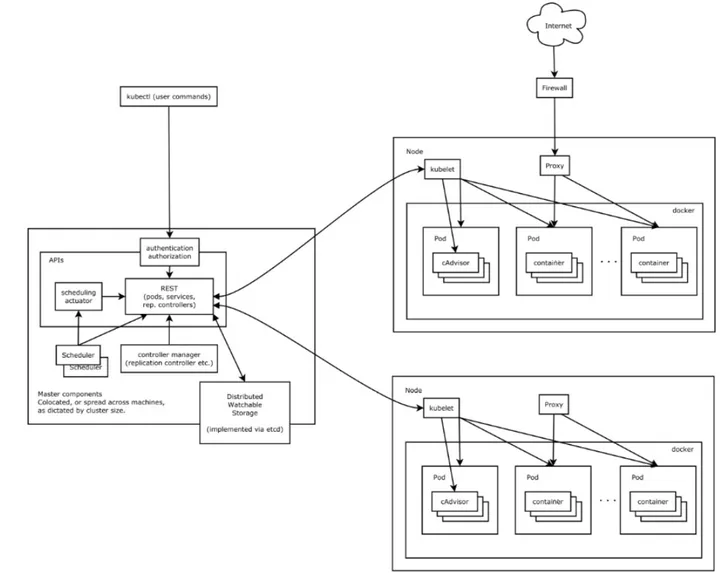 Internet
Firewall
kubectl (user commands)
authentication
authorization
APIs
scheduling
actuator
REST
(pods, services,
rep. controllers)
Scheduler
Scheduler
controller manager
(replication controller etc.)
Master components
Colocated, or spread across machines,
as dictated by cluster size.
Distributed
Watchable
Storage
(implemented via etcd)
Node
kubelet
Proxy
docker
Pod
cAdvisor
Pod
container
. . .
Pod
container
Node
kubelet
Proxy
docker
Pod
cAdvisor
Pod
container
. . .
Pod
container